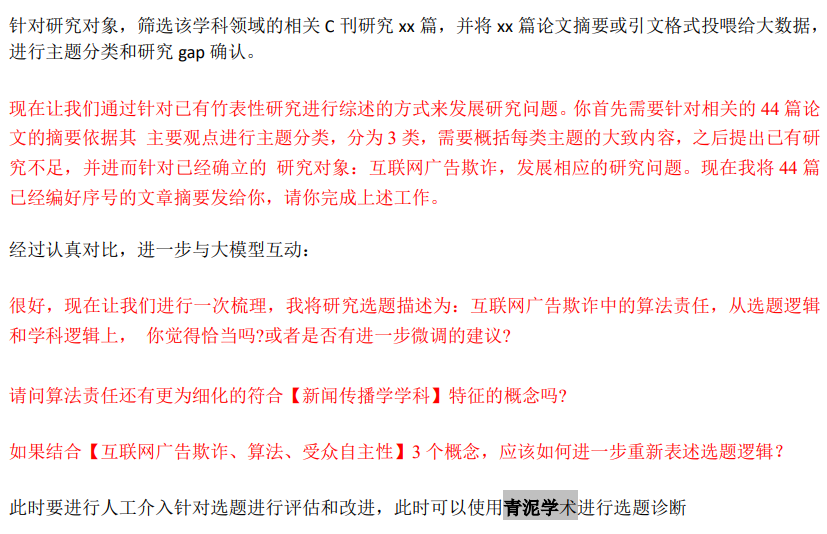 针对研究对象，筛选该学科领域的相关 C 刊研究 xx 篇，并将 xx 篇论文摘要或引文格式投喂给大数据，
进行主题分类和研究 gap 确认。
现在让我们通过针对已有竹表性研究进行综述的方式来发展研究问题。你首先需要针对相关的 44 篇论
文的摘要依据其 主要观点进行主题分类，分为 3 类，需要概括每类主题的大致内容，之后提出已有研
究不足，并进而针对已经确立的 研究对象：互联网广告欺诈，发展相应的研究问题。现在我将 44 篇
已经编好序号的文章摘要发给你，请你完成上述工作。
经过认真对比，进一步与大模型互动：
很好，现在让我们进行一次梳理，我将研究选题描述为：互联网广告欺诈中的算法责任，从选题逻辑
和学科逻辑上， 你觉得恰当吗?或者是否有进一步微调的建议?
请问算法责任还有更为细化的符合【新闻传播学学科】特征的概念吗?
如果结合【互联网广告欺诈、算法、受众自主性】3 个概念，应该如何进一步重新表述选题逻辑？
此时要进行人工介入针对选题进行评估和改进，此时可以使用青泥学术进行选题诊断